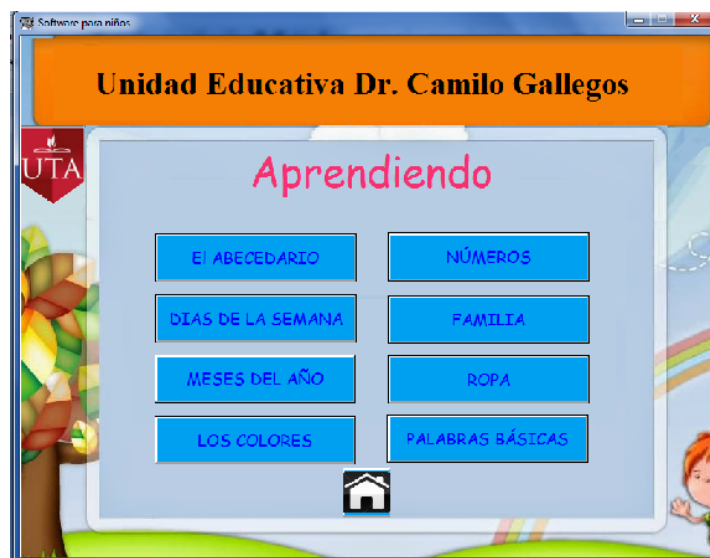 Software para niños
Unidad Educativa Dr. Camilo Gallegos
UTA
Aprendiendo
El ABECEDARIO
NÚMEROS
DIAS DE LA SEMANA
FAMILIA
MESES DEL AÑO
ROPA
LOS COLORES
PALABRAS BÁSICAS